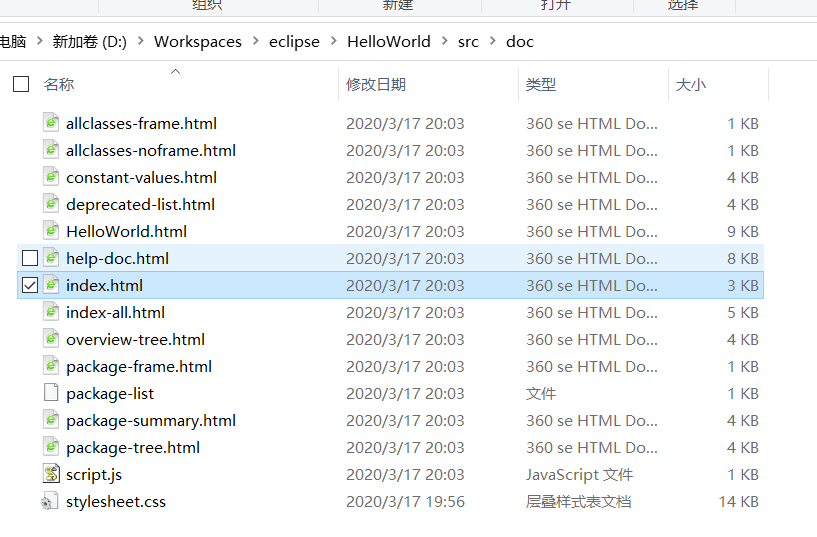 组织 新建 打开 选择
电脑 > 新加卷 (D:) > Workspaces > eclipse > HelloWorld > src > doc
名称 修改日期 类型 大小
allclasses-frame.html 2020/3/17 20:03 360 se HTML Do... 1 KB
allclasses-noframe.html 2020/3/17 20:03 360 se HTML Do... 1 KB
constant-values.html 2020/3/17 20:03 360 se HTML Do... 4 KB
deprecated-list.html 2020/3/17 20:03 360 se HTML Do... 4 KB
HelloWorld.html 2020/3/17 20:03 360 se HTML Do... 9 KB
help-doc.html 2020/3/17 20:03 360 se HTML Do... 8 KB
index.html 2020/3/17 20:03 360 se HTML Do... 3 KB
index-all.html 2020/3/17 20:03 360 se HTML Do... 5 KB
overview-tree.html 2020/3/17 20:03 360 se HTML Do... 4 KB
package-frame.html 2020/3/17 20:03 360 se HTML Do... 1 KB
package-list 2020/3/17 20:03 文件 1 KB
package-summary.html 2020/3/17 20:03 360 se HTML Do... 4 KB
package-tree.html 2020/3/17 20:03 360 se HTML Do... 4 KB
script.js 2020/3/17 20:03 JavaScript 文件 1 KB
stylesheet.css 2020/3/17 19:56 层叠样式表文档 14 KB